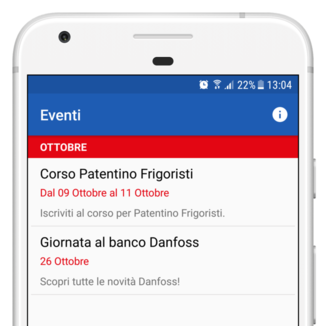 22% 13:04
Eventi
OTTOBRE
Corso Patentino Frigoristi
Dal 09 Ottobre al 11 Ottobre
Iscriviti al corso per Patentino Frigoristi.
Giornata al banco Danfoss
26 Ottobre
Scopri tutte le novità Danfoss!